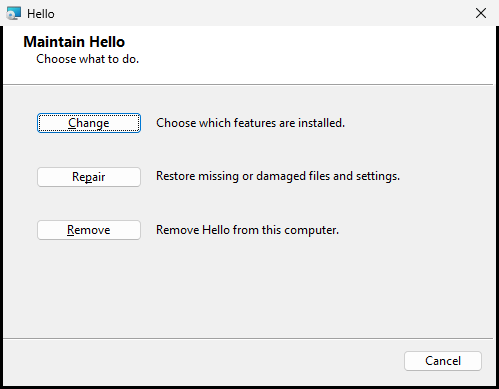 Hello
Maintain Hello
Choose what to do.
Change Choose which features are installed.
Repair Restore missing or damaged files and settings.
Remove Remove Hello from this computer.
Cancel